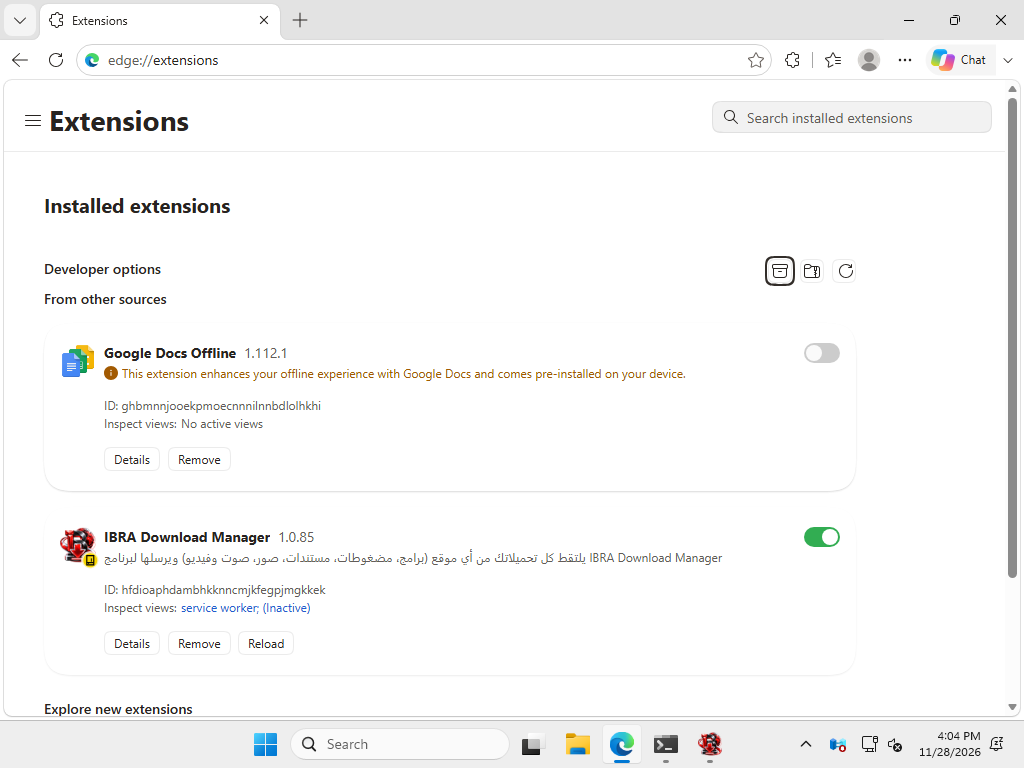 Extensions
edge://extensions
Chat
Extensions
Search installed extensions
Installed extensions
Developer options
From other sources
Google Docs Offline 1.112.1
This extension enhances your offline experience with Google Docs and comes pre-installed on your device.
ID: ghbmnnjooekpmoecnnnilnnbdlolhkhi
Inspect views: No active views
Details Remove
IBRA Download Manager 1.0.85
يلتقط كل تحميلاتك من أي موقع (برامج، مضغوطات، مستندات، صور، صوت وفيديو) ويرسلها لبرنامج IBRA Download Manager
ID: hfdioaphdambhkknncmjkfegpjmgkkek
Inspect views: service worker; (Inactive)
Details Remove Reload
Explore new extensions
Search
4:04 PM
11/28/2026